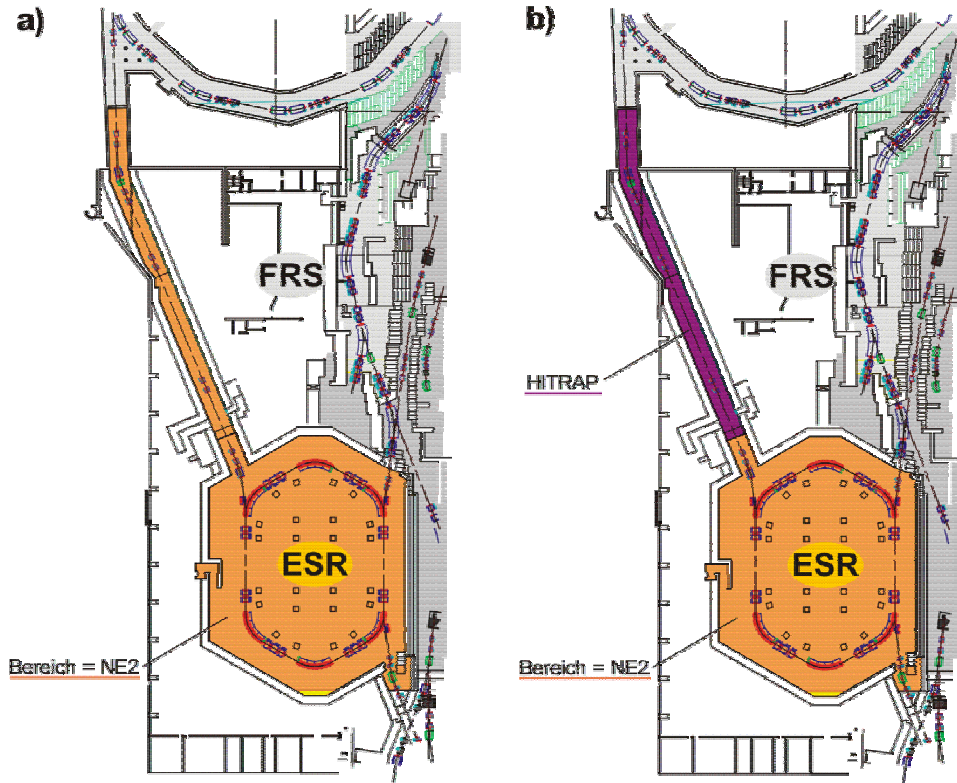 a)
FRS
ESR
Bereich = NE2
b)
FRS
HITRAP
ESR
Bereich = NE2